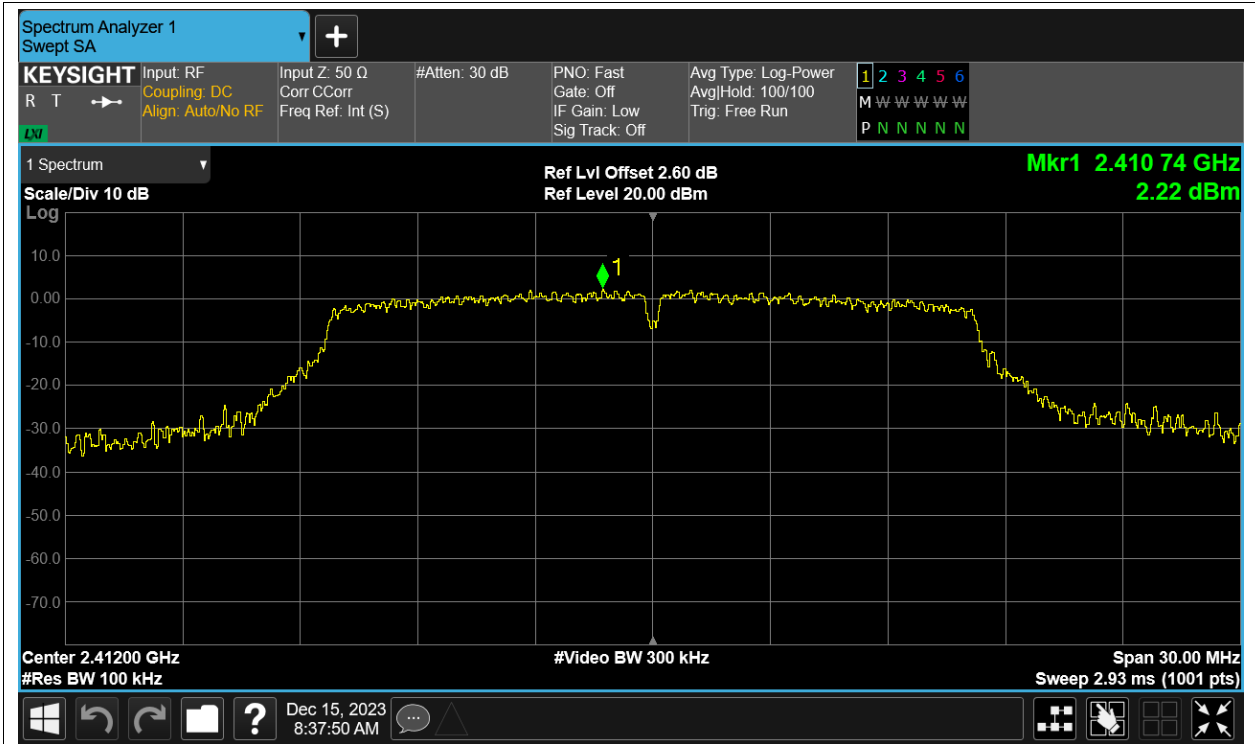 Spectrum Analyzer 1
Swept SA
KEYSIGHT
R T
LXI
Input: RF
Coupling: DC
Align: Auto/No RF
Input Z: 50 Ω
Corr CCorr
Freq Ref: Int (S)
#Atten: 30 dB
PNO: Fast
Gate: Off
IF Gain: Low
Sig Track: Off
Avg Type: Log-Power
Avg|Hold: 100/100
Trig: Free Run
1 2 3 4 5 6
M W W W W W W
P N N N N N N
1 Spectrum
Scale/Div 10 dB
Log
Ref Lvl Offset 2.60 dB
Ref Level 20.00 dBm
Mkr1 2.410 74 GHz
2.22 dBm
1
10.0
0.00
-10.0
-20.0
-30.0
-40.0
-50.0
-60.0
-70.0
Center 2.41200 GHz
#Video BW 300 kHz
Span 30.00 MHz
#Res BW 100 kHz
Sweep 2.93 ms (1001 pts)
?
Dec 15, 2023
8:37:50 AM